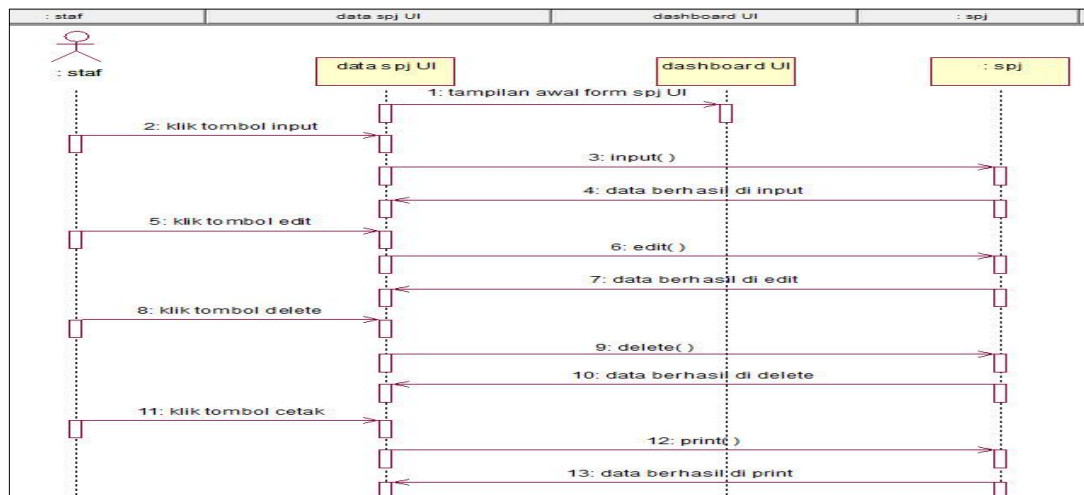 : staf
data spj UI
dashboard UI
: spj
: staf
data spj UI
dashboard UI
: spj
1: tampilan awal form spj UI
2: klik tombol input
3: input( )
4: data berhasil di input
5: klik tombol edit
6: edit( )
7: data berhasil di edit
8: klik tombol delete
9: delete( )
10: data berhasil di delete
11: klik tombol cetak
12: print( )
13: data berhasil di print